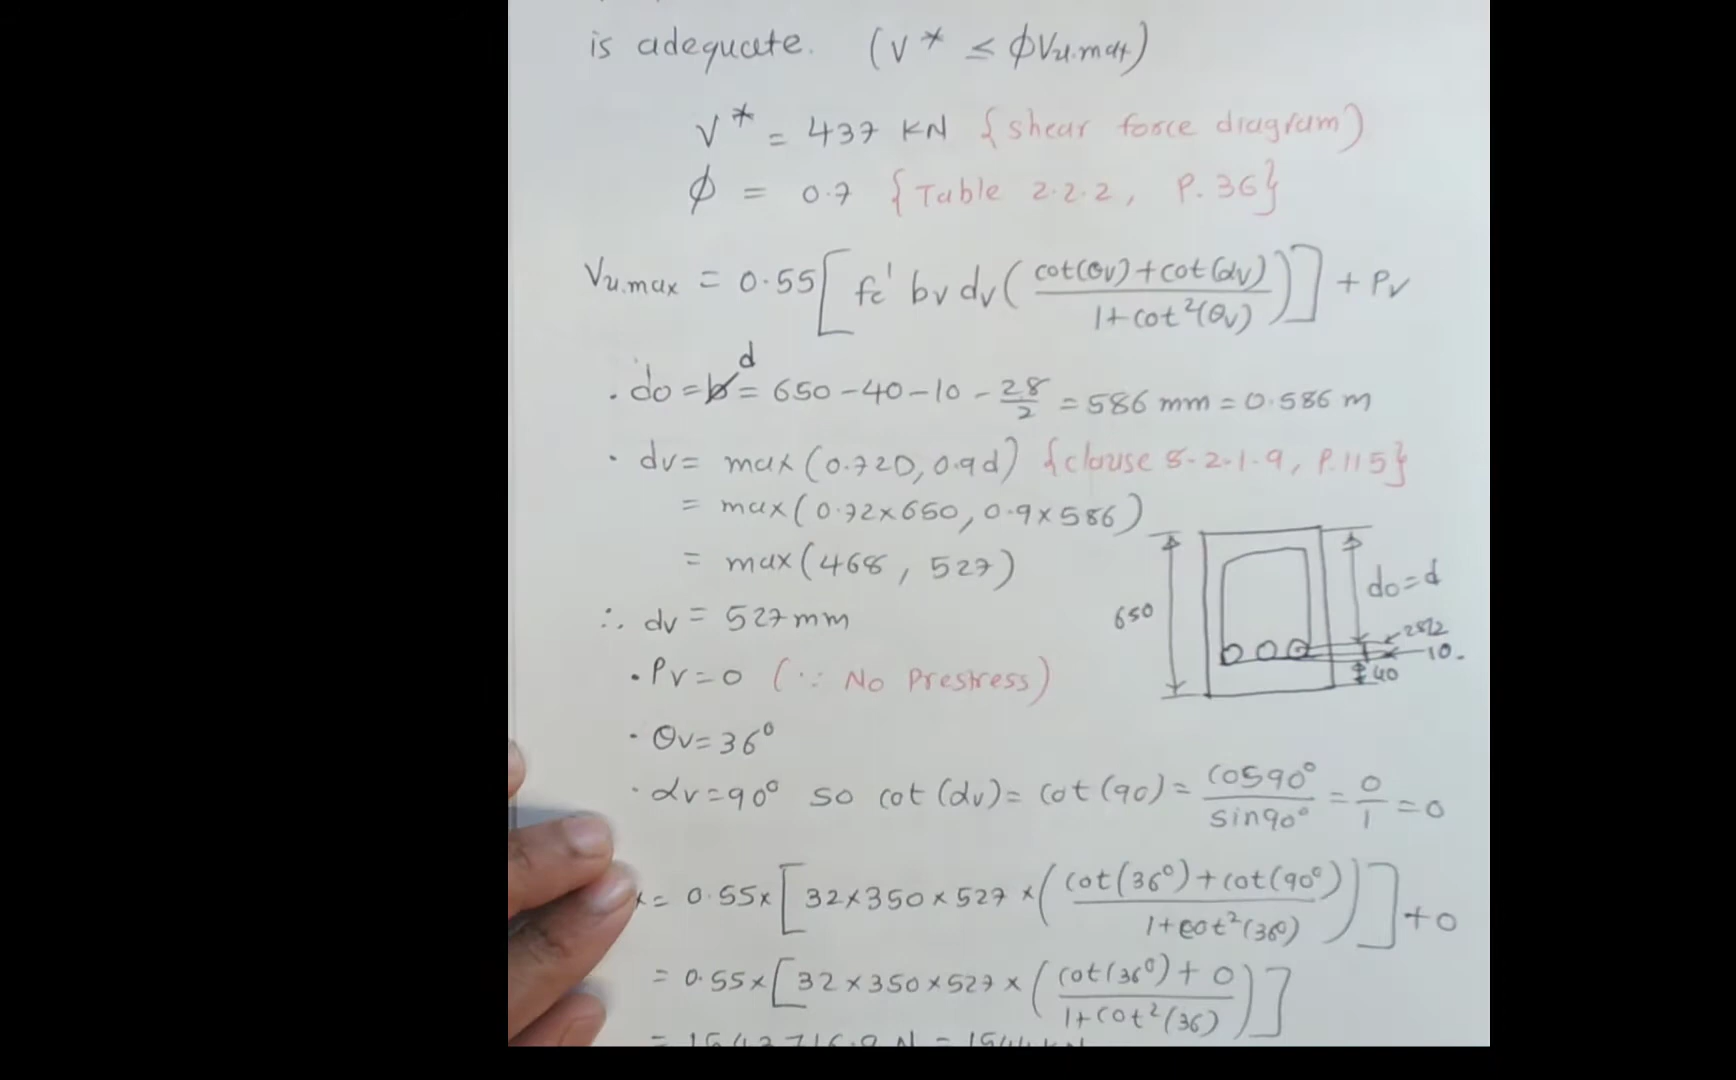 is adequate. (V* ≤ ϕVu.max)
V* = 437 KN {shear force diagram)
ϕ = 0.7 {Table 2.2.2, P.36}
Vu.max = 0.55[fc' bv dv(cot(θv)+cot(αv)/1+cot²(θv))]+Pv
. do = d = 650-40-10-28/2 = 586 mm = 0.586 m
. dv = max(0.72D, 0.9d) {clause 8.2.1.9, P.115}
= max(0.72×650, 0.9×586)
= max(468, 527)
∴ dv = 527mm
650
do=d
28/2
10.
40
. Pv=0 (∵ No Prestress)
. θv=36°
. αv=90° so cot(αv)= cot(90)= cos90°/sin90° = 0/1 = 0
x= 0.55×[32×350×527×(cot(36°)+cot(90°)/1+cot²(36°))]+0
= 0.55×[32×350×527×(cot(36°)+0/1+cot²(36))]